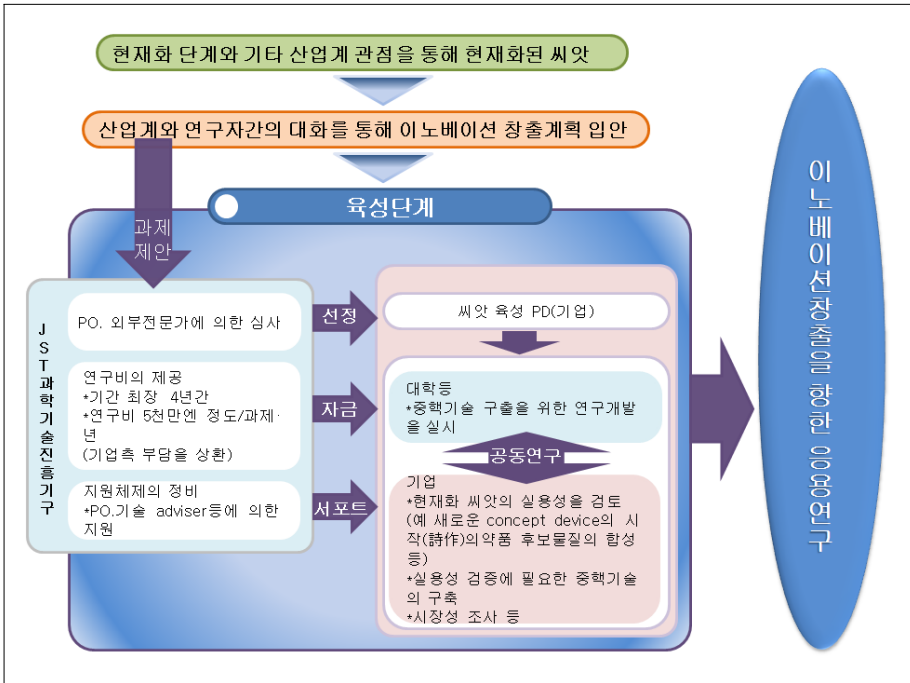 현재화 단계와 기타 산업계 관점을 통해 현재화된 씨앗
산업계와 연구자간의 대화를 통해 이노베이션 창출계획 입안
육성단계
과제
제안
JST과학기술진흥기구
PO. 외부전문가에 의한 심사
연구비의 제공
*기간 최장 4년간
*연구비 5천만엔 정도/과제·
년
(기업측 부담을 상환)
지원체제의 정비
*PO.기술 adviser등에 의한
지원
선정
자금
서포트
씨앗 육성 PD(기업)
대학등
*중핵기술 구출을 위한 연구개발
을 실시
공동연구
기업
*현재화 씨앗의 실용성을 검토
(예 새로운 concept device의 시
작(詩作)의약품 후보물질의 합성
등)
*실용성 검증에 필요한 중핵기술
의 구축
*시장성 조사 등
이노베이션창출을 향한 응용연구